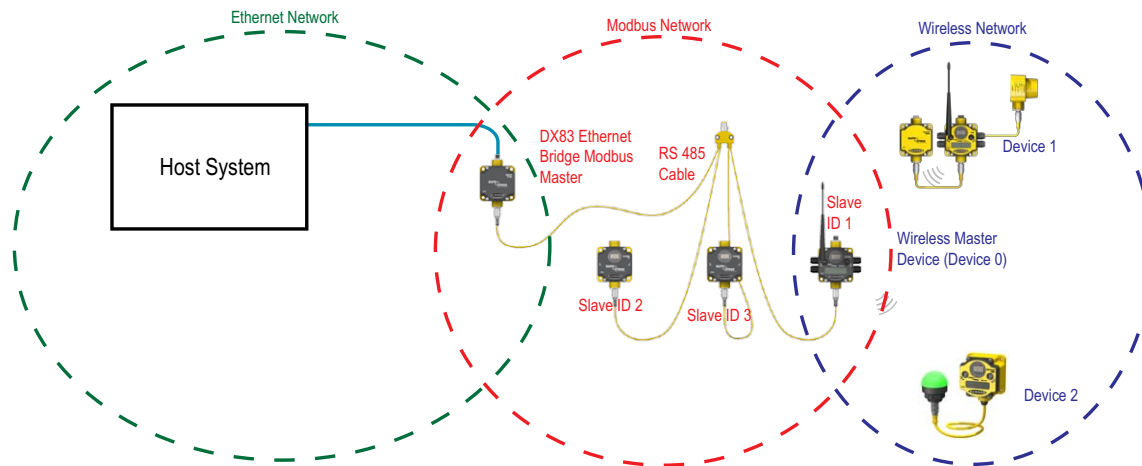 Ethernet Network
Modbus Network
Wireless Network
Host System
DX83 Ethernet
Bridge Modbus
Master
RS 485
Cable
Device 1
Slave
ID 1
Wireless Master
Device (Device 0)
Slave ID 2
Slave ID 3
Device 2